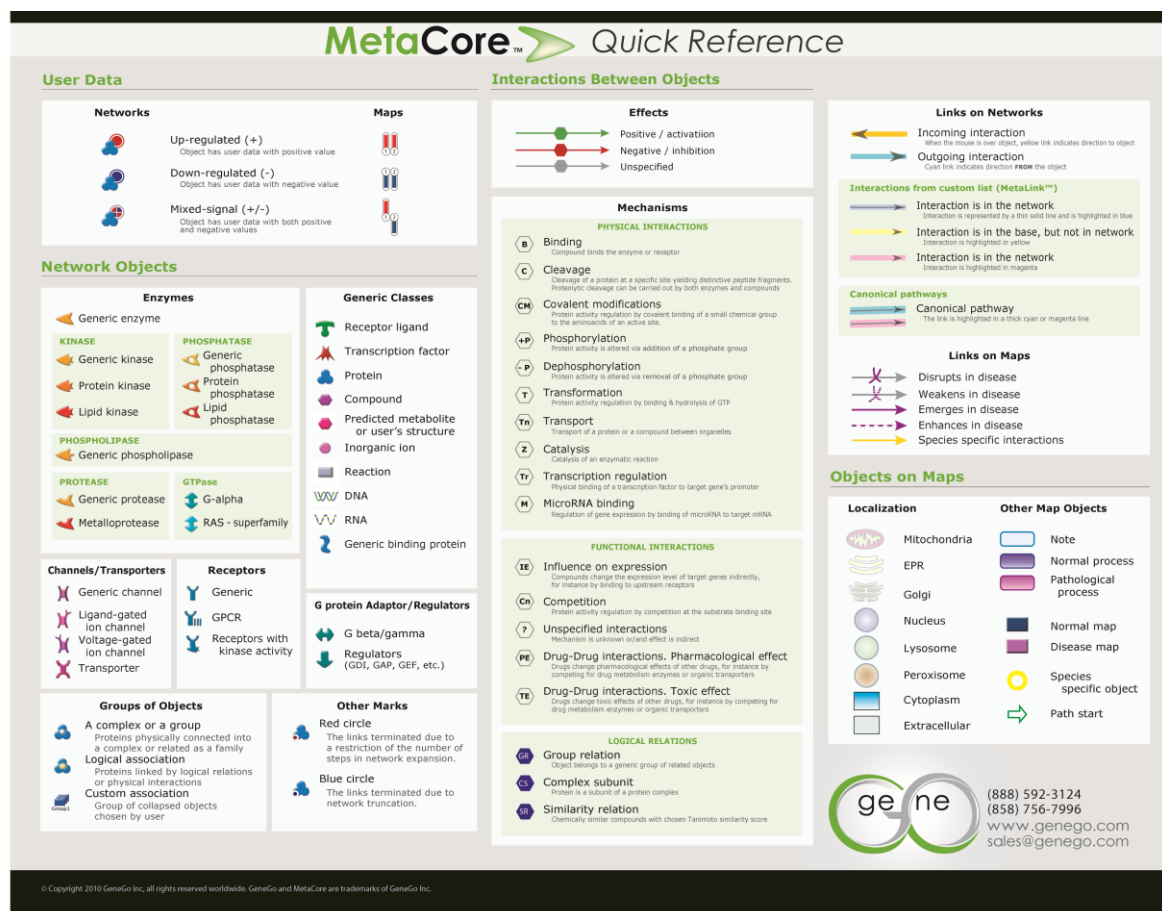 MetaCore™ Quick Reference
User Data
Networks
Maps
Up-regulated (+)
Object has user data with positive value
1 2
Down-regulated (-)
Object has user data with negative value
1 2
Mixed-signal (+/-)
Object has user data with both positive
and negative values
1
2
Network Objects
Enzymes
Generic enzyme
KINASE
Generic kinase
Protein kinase
Lipid kinase
PHOSPHATASE
Generic
phosphatase
Protein
phosphatase
Lipid
phosphatase
PHOSPHOLIPASE
Generic phospholipase
PROTEASE
Generic protease
Metalloprotease
GTPase
G-alpha
RAS - superfamily
Generic Classes
Receptor ligand
Transcription factor
Protein
Compound
Predicted metabolite
or user's structure
Inorganic ion
Reaction
DNA
RNA
Generic binding protein
Channels/Transporters
Generic channel
Ligand-gated
ion channel
Voltage-gated
ion channel
Transporter
Receptors
Generic
GPCR
Receptors with
kinase activity
G protein Adaptor/Regulators
G beta/gamma
Regulators
(GDI, GAP, GEF, etc.)
Groups of Objects
A complex or a group
Proteins physically connected into
a complex or related as a family
Logical association
Proteins linked by logical relations
or physical interactions
Custom association
Group of collapsed objects
chosen by user
Group1
Other Marks
Red circle
The links terminated due to
a restriction of the number of
steps in network expansion.
Blue circle
The links terminated due to
network truncation.
Interactions Between Objects
Effects
Positive / activatiion
Negative / inhibition
Unspecified
Mechanisms
PHYSICAL INTERACTIONS
B Binding
Compound binds the enzyme or receptor
C Cleavage
Cleavage of a protein at a specific site yielding distinctive peptide fragments.
Proteolytic cleavage can be carried out by both enzymes and compounds
CM Covalent modifications
Protein activity regulation by covalent binding of a small chemical group
to the aminoacids of an active site.
+P Phosphorylation
Protein activity is altered via addition of a phosphate group
- P Dephosphorylation
Protein activity is altered via removal of a phosphate group
T Transformation
Protein activity regulation by binding & hydrolysis of GTP
Tn Transport
Transport of a protein or a compound between organelles
Z Catalysis
Catalysis of an enzymatic reaction
Tr Transcription regulation
Physical binding of a transcription factor to target gene's promoter
M MicroRNA binding
Regulation of gene expression by binding of microRNA to target mRNA
FUNCTIONAL INTERACTIONS
IE Influence on expression
Compounds change the expression level of target genes indirectly,
for instance by binding to upstream receptors
Cn Competition
Protein activity regulation by competition at the substrate binding site
? Unspecified interactions
Mechanism is unknown or/and effect is indirect
PE Drug-Drug interactions. Pharmacological effect
Drugs change pharmacological effects of other drugs, for instance by
competing for drug metabolism enzymes or organic transporters
TE Drug-Drug interactions. Toxic effect
Drugs change toxic effects of other drugs, for instance by competing for
drug metabolism enzymes or organic transporters
LOGICAL RELATIONS
GR Group relation
Object belongs to a generic group of related objects
CS Complex subunit
Protein is a subunit of a protein complex
SR Similarity relation
Chemically similar compounds with chosen Tanimoto similarity score
Links on Networks
Incoming interaction
When the mouse is over object, yellow link indicates direction to object
Outgoing interaction
Cyan link indicates direction FROM the object
Interactions from custom list (MetaLink™)
Interaction is in the network
Interaction is represented by a thin solid line and is highlighted in blue
Interaction is in the base, but not in network
Interaction is highlighted in yellow
Interaction is in the network
Interaction is highlighted in magenta
Canonical pathways
Canonical pathway
The link is highlighted in a thick cyan or magenta line
Links on Maps
Disrupts in disease
Weakens in disease
Emerges in disease
Enhances in disease
Species specific interactions
Objects on Maps
Localization
Mitochondria
EPR
Golgi
Nucleus
Lysosome
Peroxisome
Cytoplasm
Extracellular
Other Map Objects
Note
Normal process
Pathological
process
Normal map
Disease map
Species
specific object
Path start
gene GO
(888) 592-3124
(858) 756-7996
www.genego.com
sales@genego.com
© Copyright 2010 GeneGo Inc, all rights reserved worldwide. GeneGo and MetaCore are trademarks of GeneGo Inc.